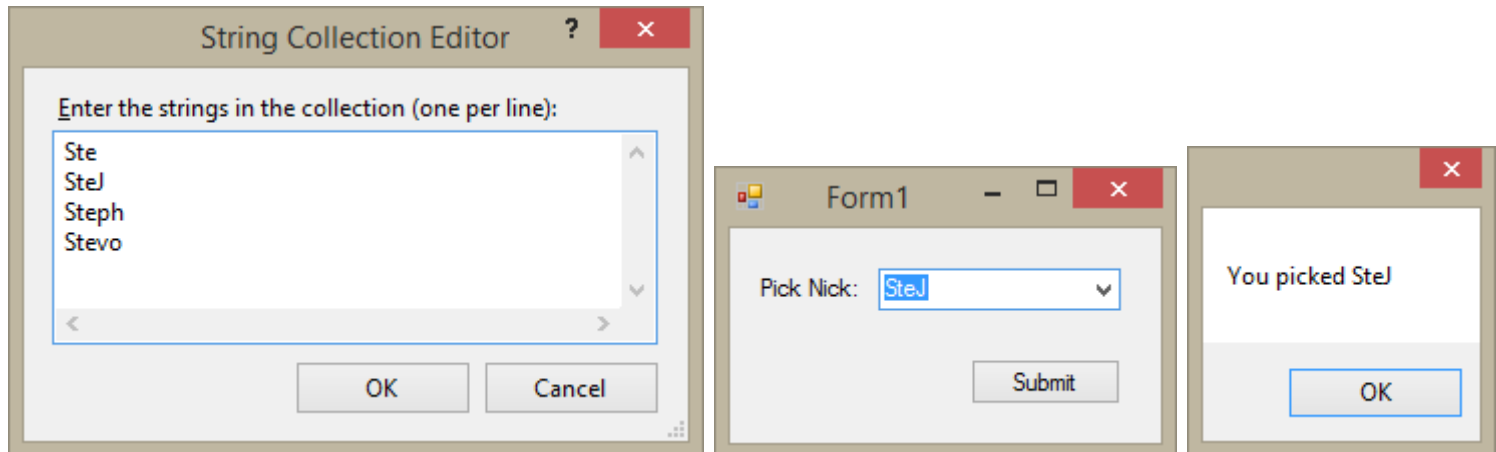 String Collection Editor ?
Enter the strings in the collection (one per line):
Ste
SteJ
Steph
Stevo
OK Cancel
Form1
Pick Nick: SteJ
Submit
You picked SteJ
OK